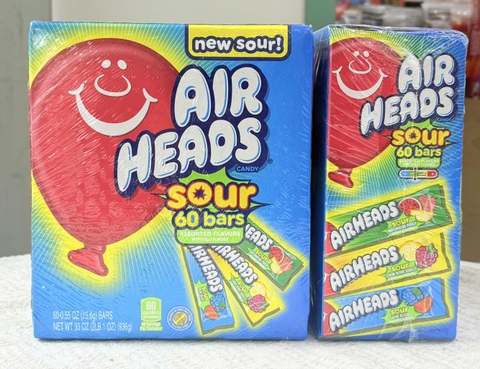 new sour!
AIR
HEADS
CANDY
sour
60 bars
ASSORTED FLAVORS
AIRHEADS
AIRHEADS
AIRHEADS
60
60-0.55 OZ (15.6g) BARS
NET WT 33 OZ (2LB 1 OZ) (936g)
AIR
HEADS
sour
60 bars
AIRHEADS
sour
AIRHEADS
sour
AIRHEADS
sour